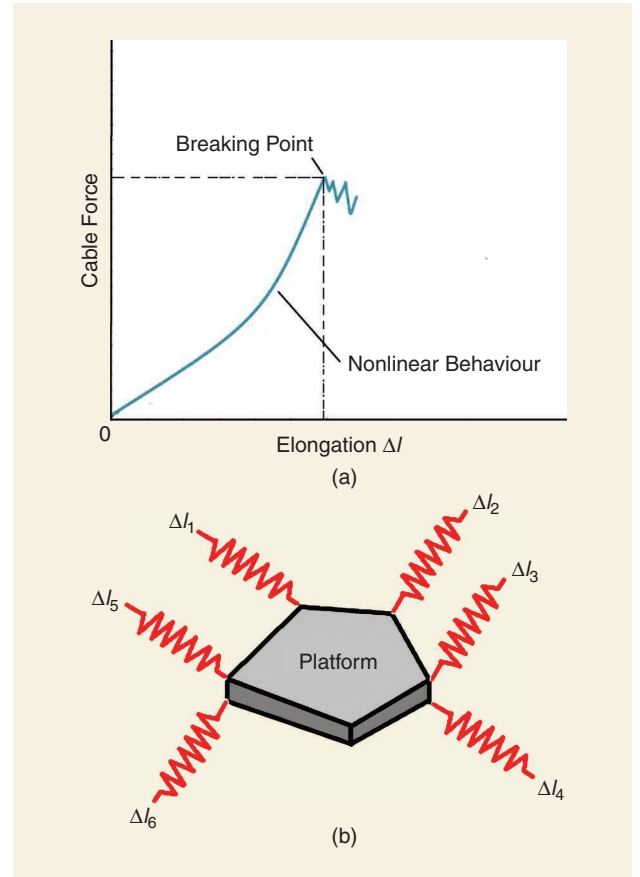 Breaking Point
Cable Force
Nonlinear Behaviour
0
Elongation Δl
(a)
Δl1
Δl2
Δl3
Δl5
Platform
Δl4
Δl6
(b)